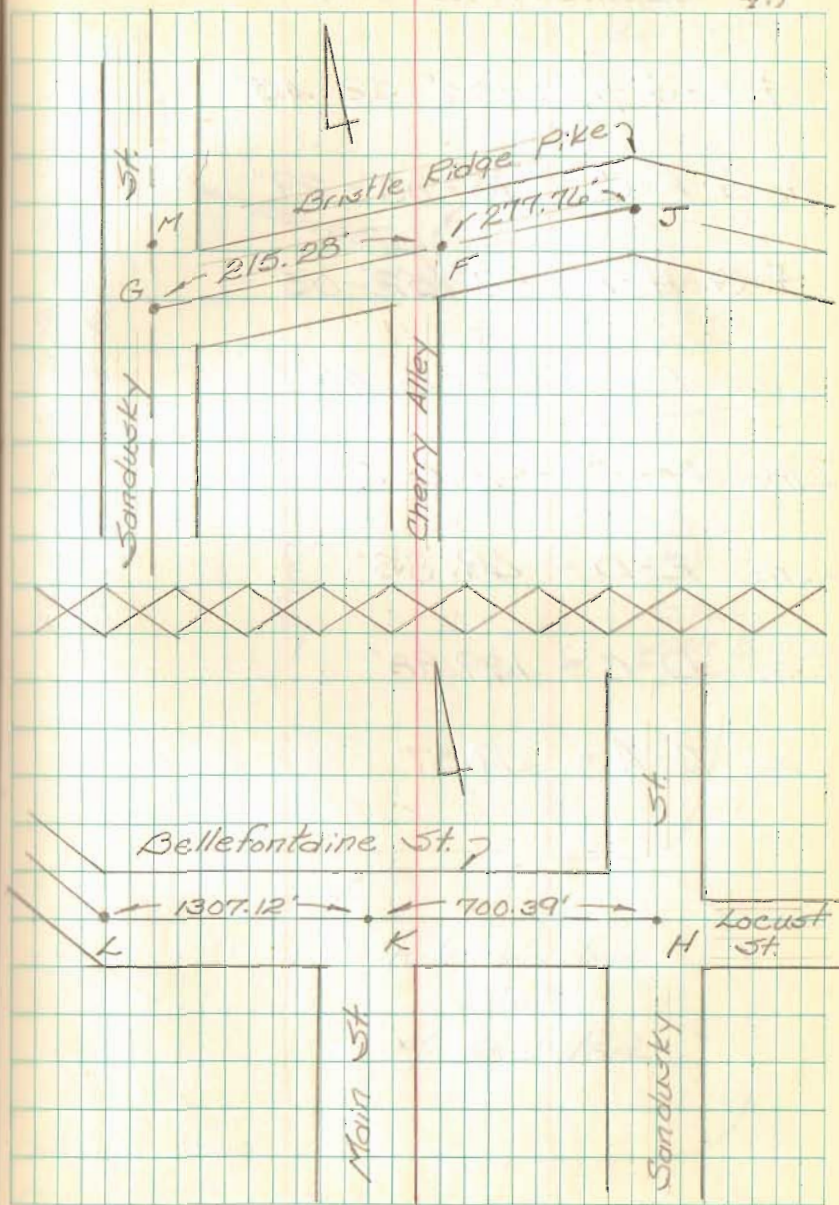 Bristle Ridge Pike
St.
M
277.76'
J
215.28'
F
G
Sandusky
Cherry Alley
St.
Bellefontaine St.
1307.12'
700.39'
Locust
St.
L
K
H
Main St.
Sandusky